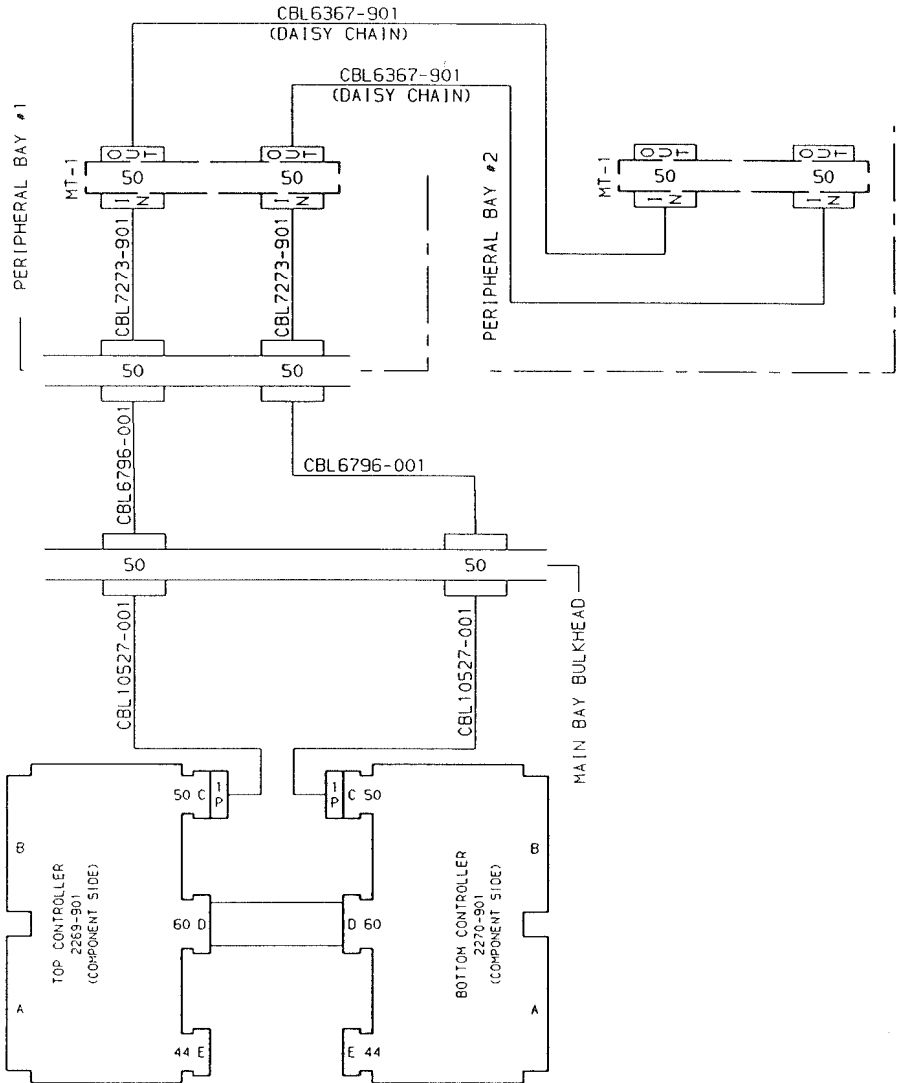 CBL6367-901
(DAISY CHAIN)
CBL6367-901
(DAISY CHAIN)
PERIPHERAL BAY #1
MT-1
OUT
50
IN
OUT
50
IN
PERIPHERAL BAY #2
MT-1
OUT
50
IN
OUT
50
IN
CBL7273-901
CBL7273-901
50
50
CBL6796-001
CBL6796-001
50
50
MAIN BAY BULKHEAD
CBL10527-001
CBL10527-001
50 C
1P
1P
C 50
B
B
TOP CONTROLLER
2269-901
(COMPONENT SIDE)
60 D
D 60
BOTTOM CONTROLLER
2270-901
(COMPONENT SIDE)
A
A
44 E
E 44